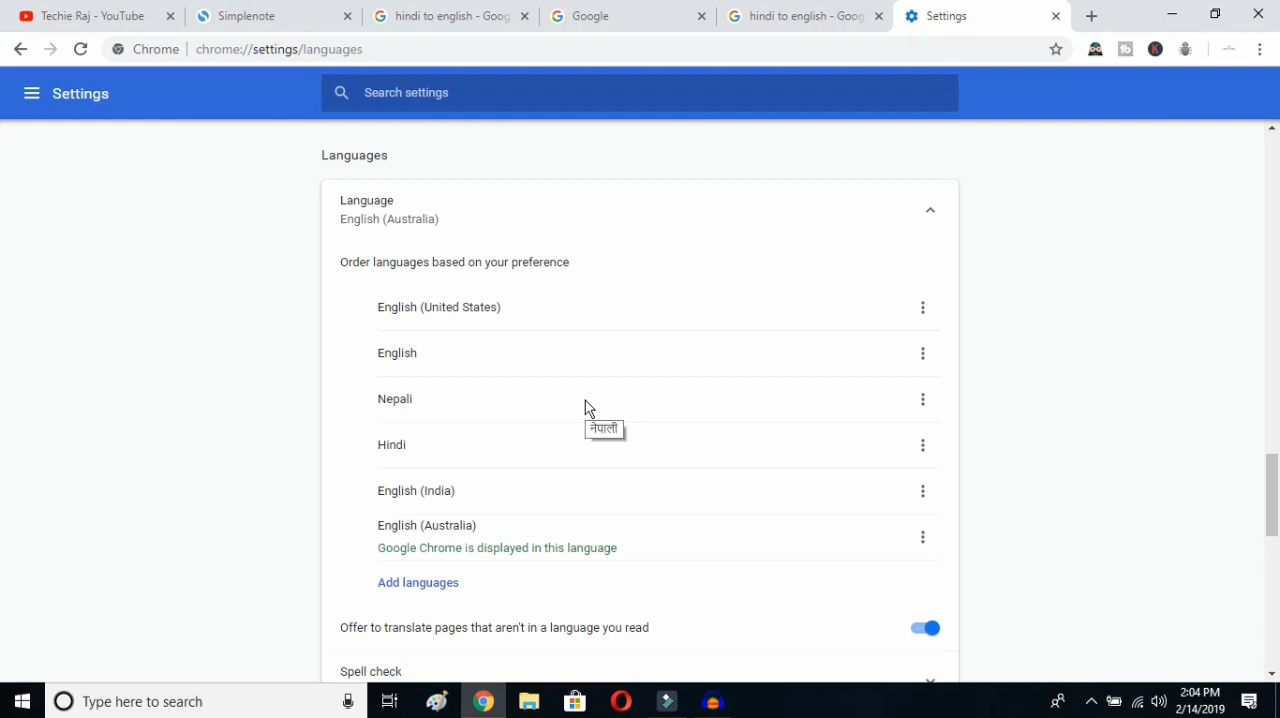 Techie Raj - YouTube
Simplenote
hindi to english - Goog
Google
hindi to english - Goog
Settings
Chrome
chrome://settings/languages
Settings
Search settings
Languages
Language
English (Australia)
Order languages based on your preference
English (United States)
English
Nepali
नेपाली
Hindi
English (India)
English (Australia)
Google Chrome is displayed in this language
Add languages
Offer to translate pages that aren't in a language you read
Spell check
Type here to search
2:04 PM
2/14/2019